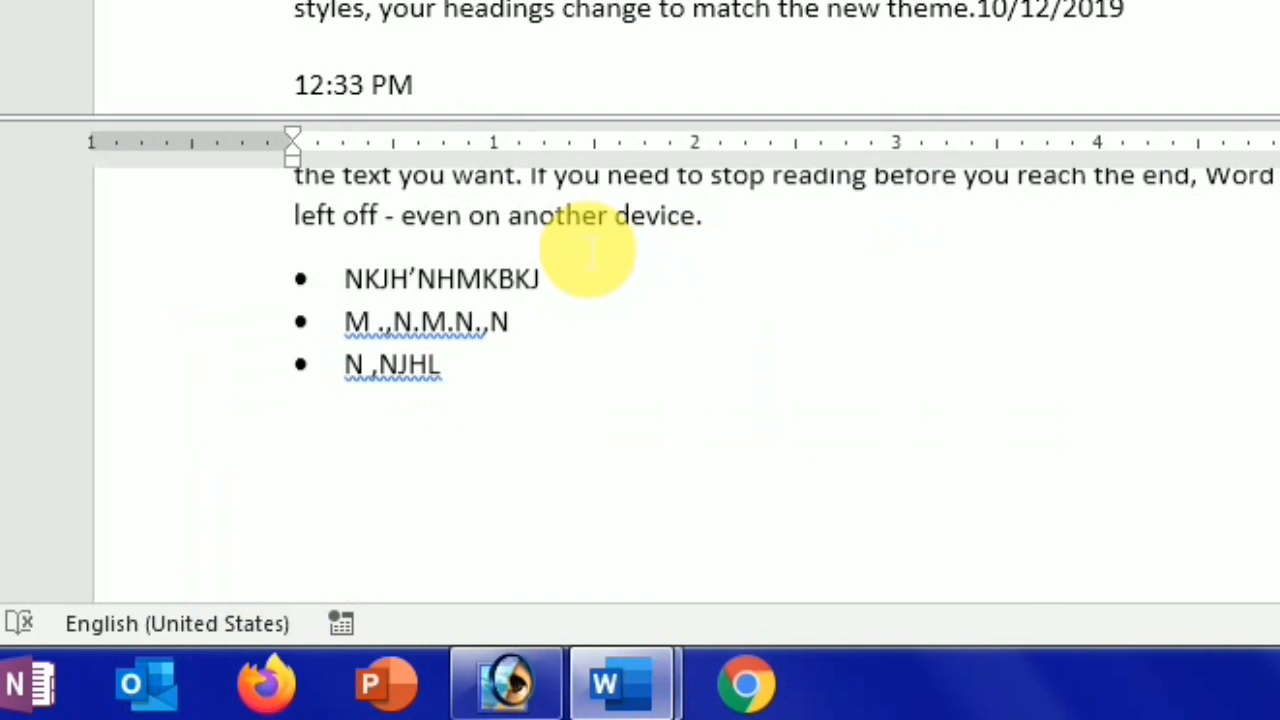 styles, your headings change to match the new theme.10/12/2019
12:33 PM
1 1 2 3 4
the text you want. If you need to stop reading before you reach the end, Word
left off - even on another device.
• NKJH’NHMKBKJ
• M .,N.M.N.,N
• N ,NJHL
English (United States)
N O P W